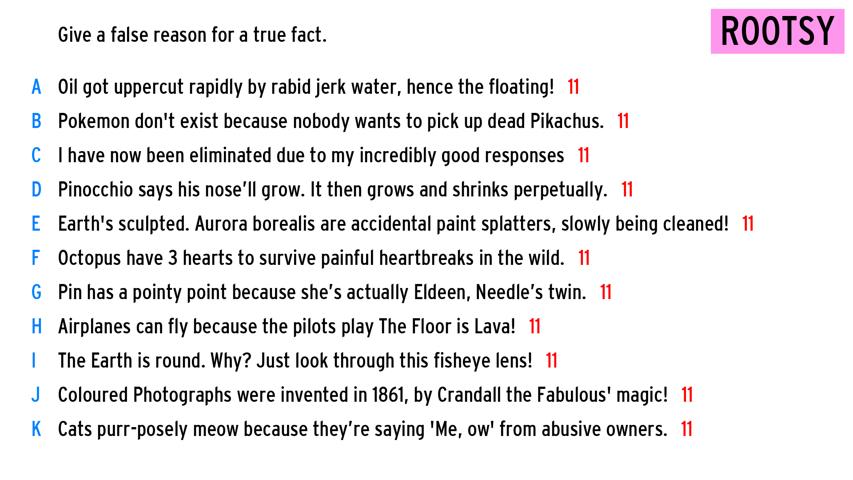 Give a false reason for a true fact.
ROOTSY
A Oil got uppercut rapidly by rabid jerk water, hence the floating! 11
B Pokemon don't exist because nobody wants to pick up dead Pikachus. 11
C I have now been eliminated due to my incredibly good responses 11
D Pinocchio says his nose’ll grow. It then grows and shrinks perpetually. 11
E Earth's sculpted. Aurora borealis are accidental paint splatters, slowly being cleaned! 11
F Octopus have 3 hearts to survive painful heartbreaks in the wild. 11
G Pin has a pointy point because she’s actually Eldeen, Needle’s twin. 11
H Airplanes can fly because the pilots play The Floor is Lava! 11
I The Earth is round. Why? Just look through this fisheye lens! 11
J Coloured Photographs were invented in 1861, by Crandall the Fabulous' magic! 11
K Cats purr-posely meow because they’re saying 'Me, ow' from abusive owners. 11